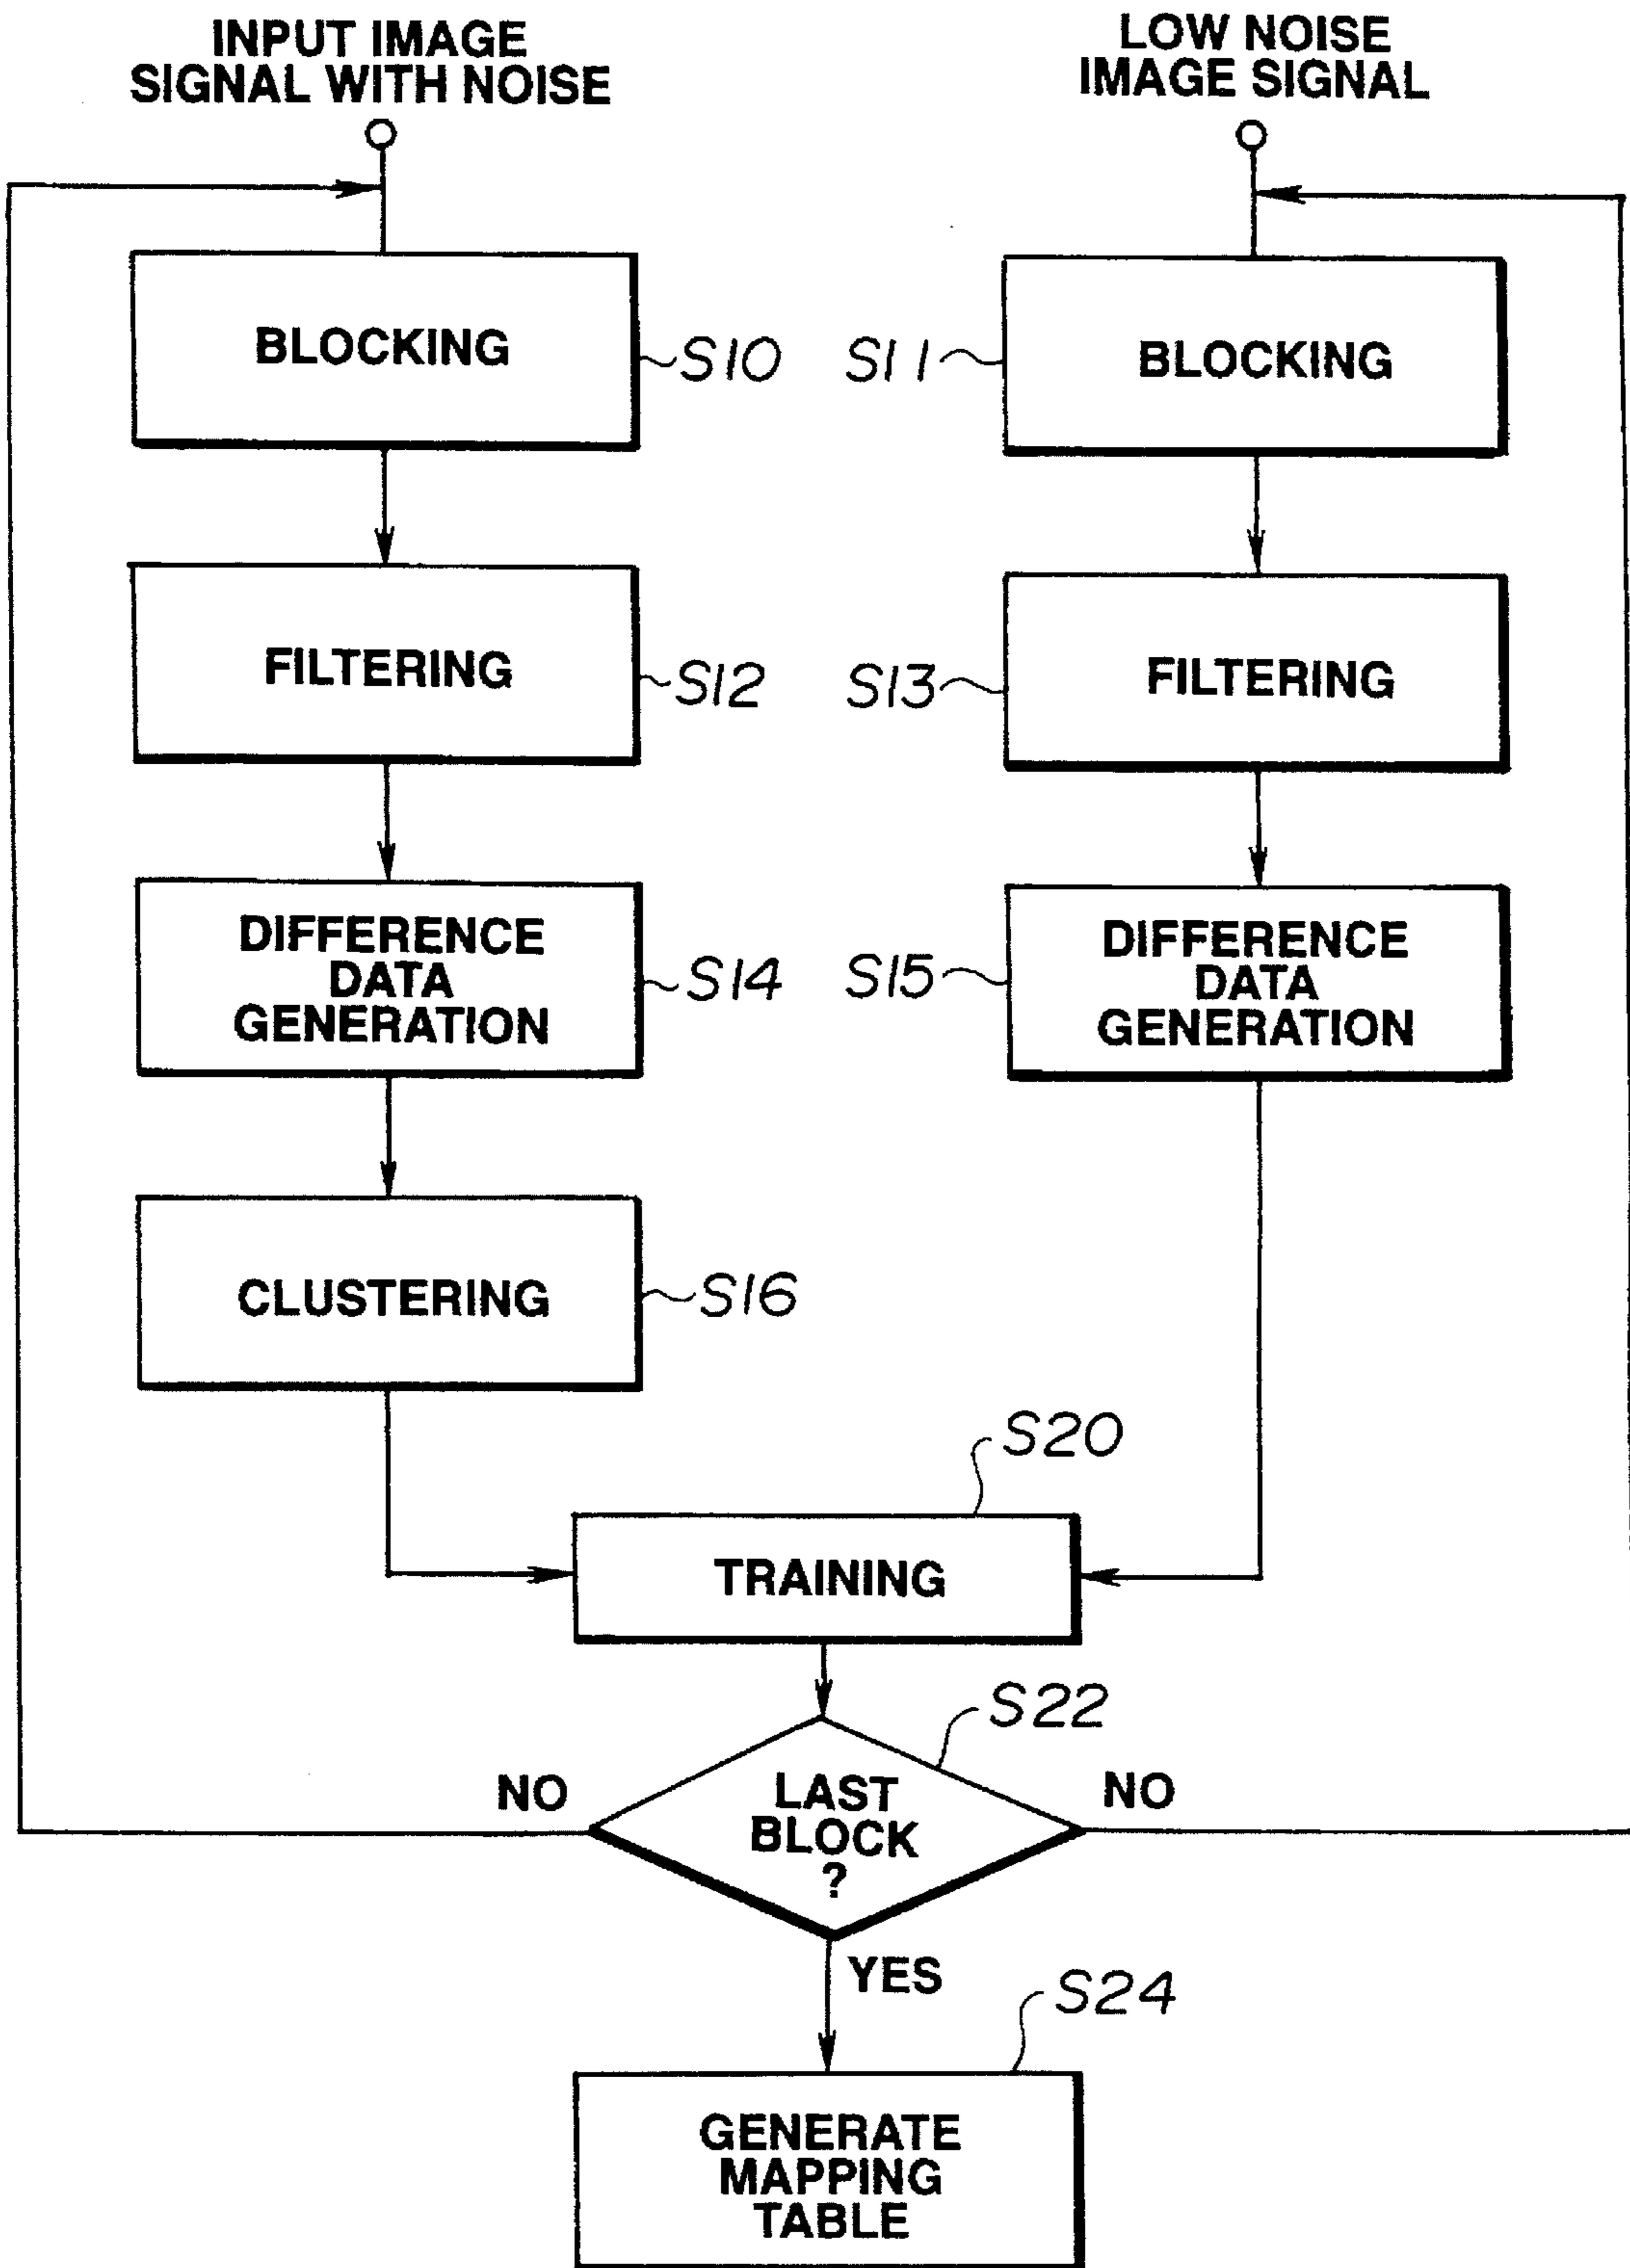 INPUT IMAGE
SIGNAL WITH NOISE
LOW NOISE
IMAGE SIGNAL
BLOCKING
S10
S11
BLOCKING
FILTERING
S12
S13
FILTERING
DIFFERENCE
DATA
GENERATION
S14
S15
DIFFERENCE
DATA
GENERATION
CLUSTERING
S16
S20
TRAINING
S22
NO
LAST
BLOCK
?
NO
YES
S24
GENERATE
MAPPING
TABLE